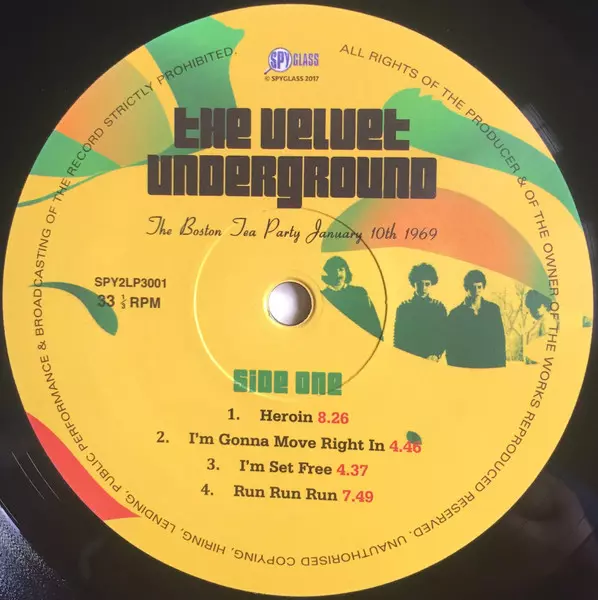 SPYGLASS
© SPYGLASS 2017
THE VELVET
UNDERGROUND
The Boston Tea Party January 10th 1969
SPY2LP3001
33 ⅓ RPM
SIDE ONE
1. Heroin 8.26
2. I'm Gonna Move Right In 4.46
3. I'm Set Free 4.37
4. Run Run Run 7.49
ALL RIGHTS OF THE PRODUCER & OF THE OWNER OF THE WORKS REPRODUCED RESERVED. UNAUTHORISED COPYING, HIRING, LENDING, PUBLIC PERFORMANCE & BROADCASTING OF THE RECORD STRICTLY PROHIBITED.